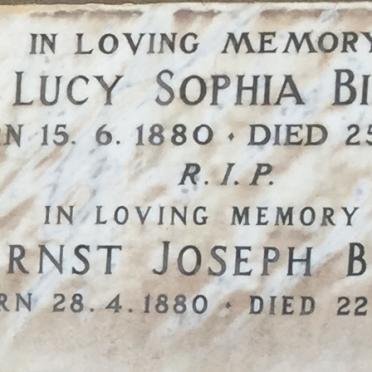 IN LOVING MEMORY
LUCY SOPHIA BI
RN 15. 6. 1880 · DIED 25
R.I.P.
IN LOVING MEMORY
RNST JOSEPH B
RN 28.4.1880 · DIED 22